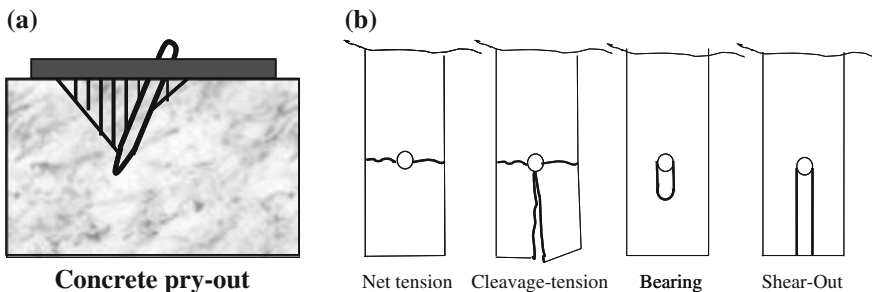 (a)
Concrete pry-out
(b)
Net tension
Cleavage-tension
Bearing
Shear-Out